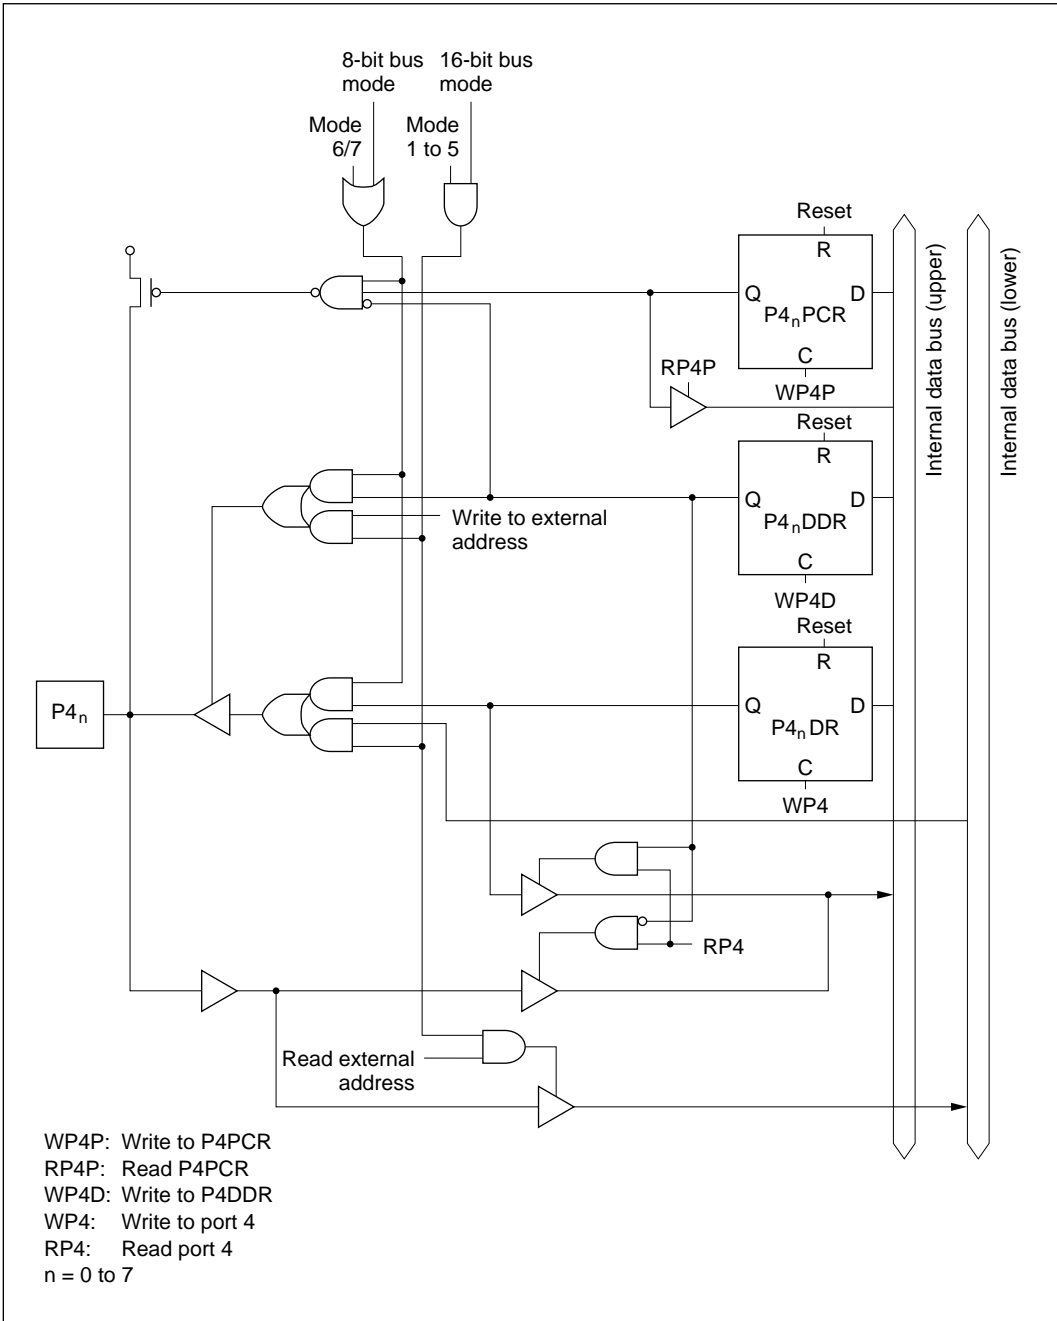 8-bit bus
mode
16-bit bus
mode
Mode
6/7
Mode
1 to 5
Reset
R
Q
D
P4nPCR
C
WP4P
RP4P
Reset
R
Q
D
P4nDDR
C
WP4D
Write to external
address
Reset
R
Q
D
P4nDR
C
WP4
P4n
RP4
Read external
address
Internal data bus (upper)
Internal data bus (lower)
WP4P: Write to P4PCR
RP4P: Read P4PCR
WP4D: Write to P4DDR
WP4: Write to port 4
RP4: Read port 4
n = 0 to 7